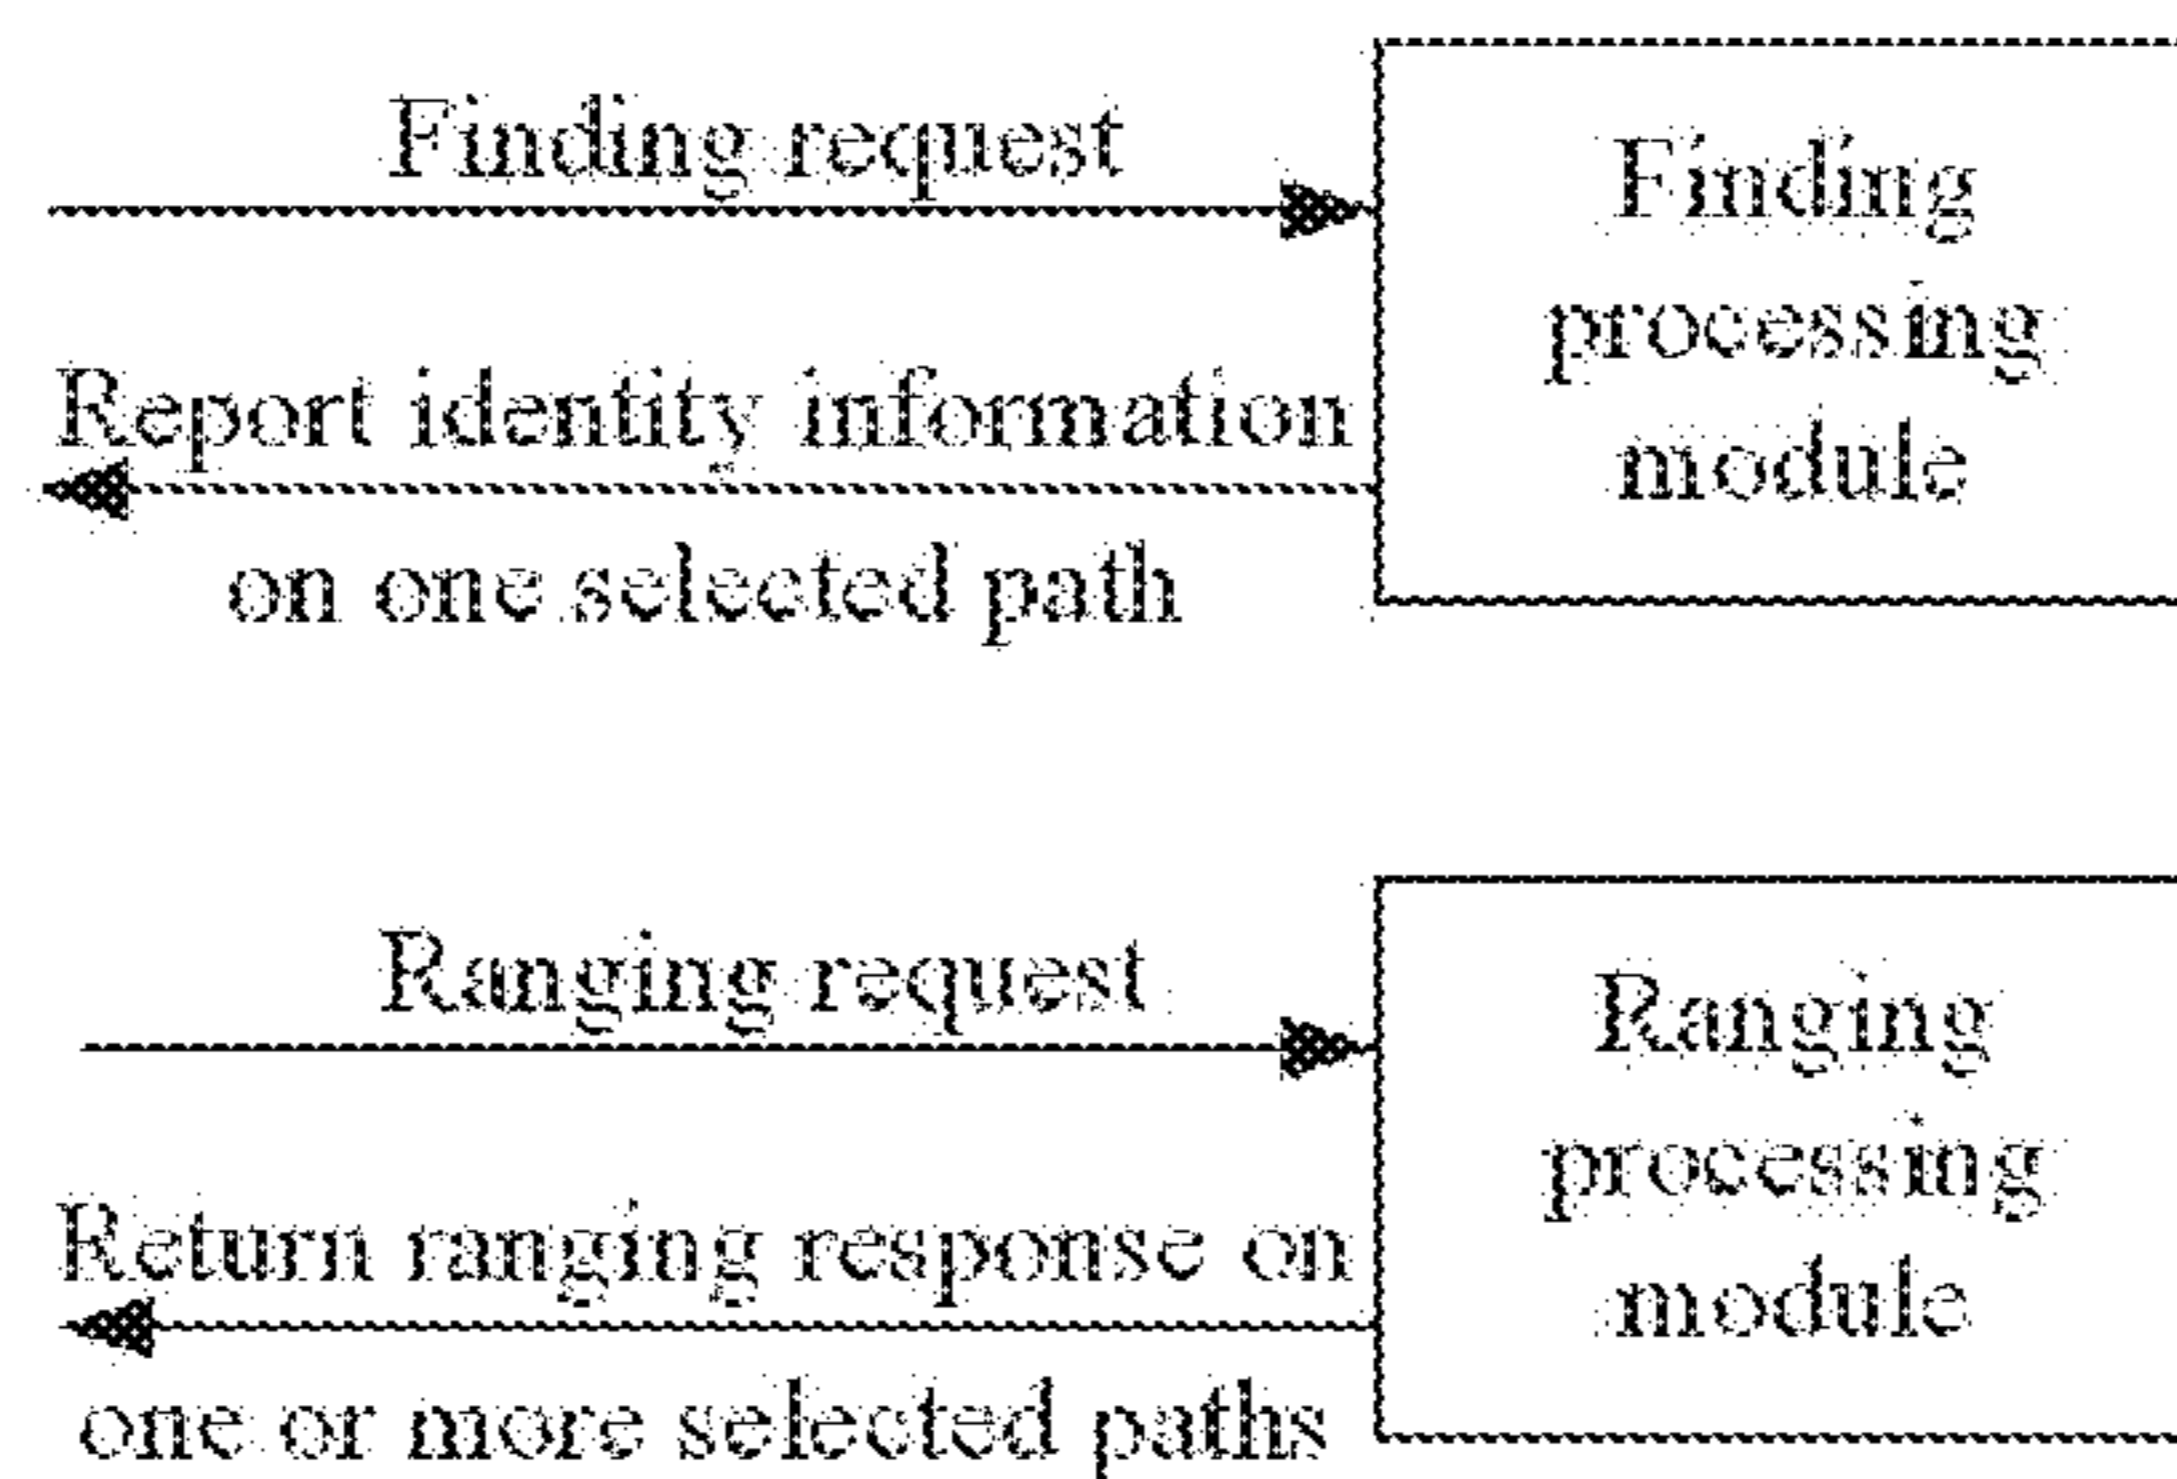 Finding request
Finding
processing
module
Report identity information
on one selected path
Ranging request
Ranging
processing
module
Return ranging response on
one or more selected paths